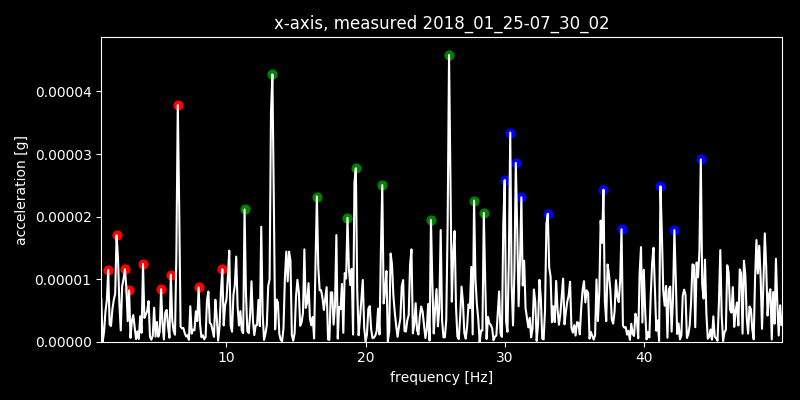 x-axis, measured 2018_01_25-07_30_02
acceleration [g]
0.00004
0.00003
0.00002
0.00001
0.00000
10 20 30 40
frequency [Hz]